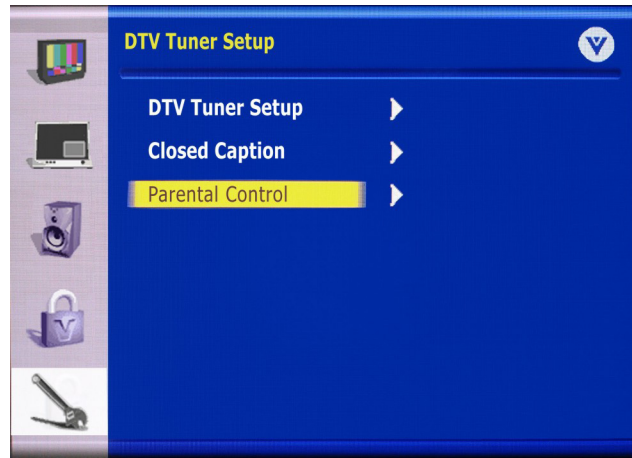 DTV Tuner Setup
DTV Tuner Setup
Closed Caption
Parental Control